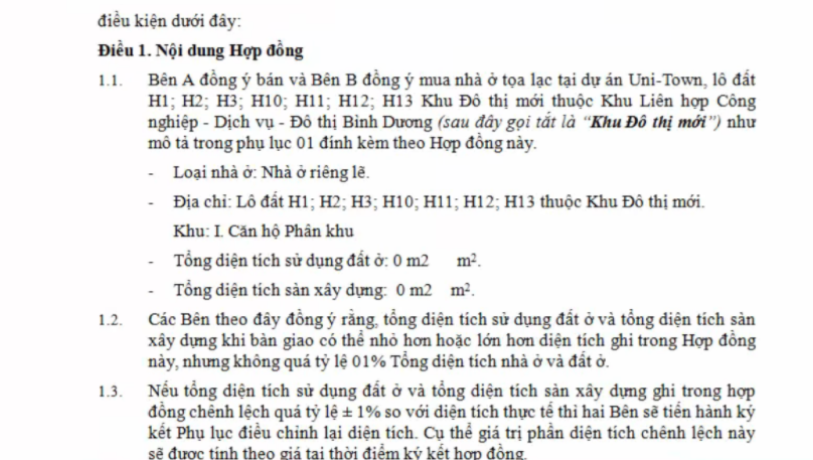 điều kiện dưới đây:
Điều 1. Nội dung Hợp đồng
1.1. Bên A đồng ý bán và Bên B đồng ý mua nhà ở tọa lạc tại dự án Uni-Town, lô đất
H1; H2; H3; H10; H11; H12; H13 Khu Đô thị mới thuộc Khu Liên hợp Công
nghiệp - Dịch vụ - Đô thị Bình Dương (sau đây gọi tắt là “Khu Đô thị mới”) như
mô tả trong phụ lục 01 đính kèm theo Hợp đồng này.
- Loại nhà ở: Nhà ở riêng lẽ.
- Địa chỉ: Lô đất H1; H2; H3; H10; H11; H12; H13 thuộc Khu Đô thị mới.
Khu: I. Căn hộ Phân khu
- Tổng diện tích sử dụng đất ở: 0 m2 m².
- Tổng diện tích sàn xây dựng: 0 m2 m².
1.2. Các Bên theo đây đồng ý rằng, tổng diện tích sử dụng đất ở và tổng diện tích sàn
xây dựng khi bàn giao có thể nhỏ hơn hoặc lớn hơn diện tích ghi trong Hợp đồng
này, nhưng không quá tỷ lệ 01% Tổng diện tích nhà ở và đất ở.
1.3. Nếu tổng diện tích sử dụng đất ở và tổng diện tích sàn xây dựng ghi trong hợp
đồng chênh lệch quá tỷ lệ ± 1% so với diện tích thực tế thì hai Bên sẽ tiến hành ký
kết Phụ lục điều chỉnh lại diện tích. Cụ thể giá trị phần diện tích chênh lệch này
sẽ được tính theo giá tại thời điểm ký kết hợp đồng.